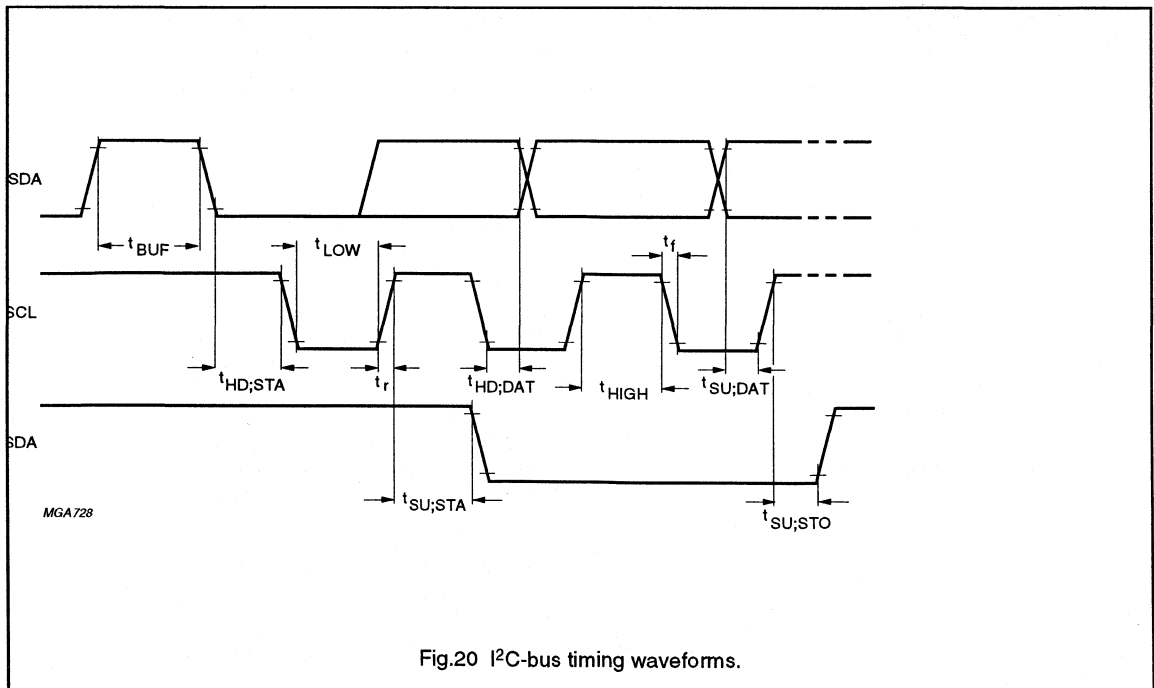 SDA
t BUF
t LOW
t f
SCL
t HD;STA
t r
t HD;DAT
t HIGH
t SU;DAT
SDA
t SU;STA
t SU;STO
MGA728
Fig.20 I²C-bus timing waveforms.